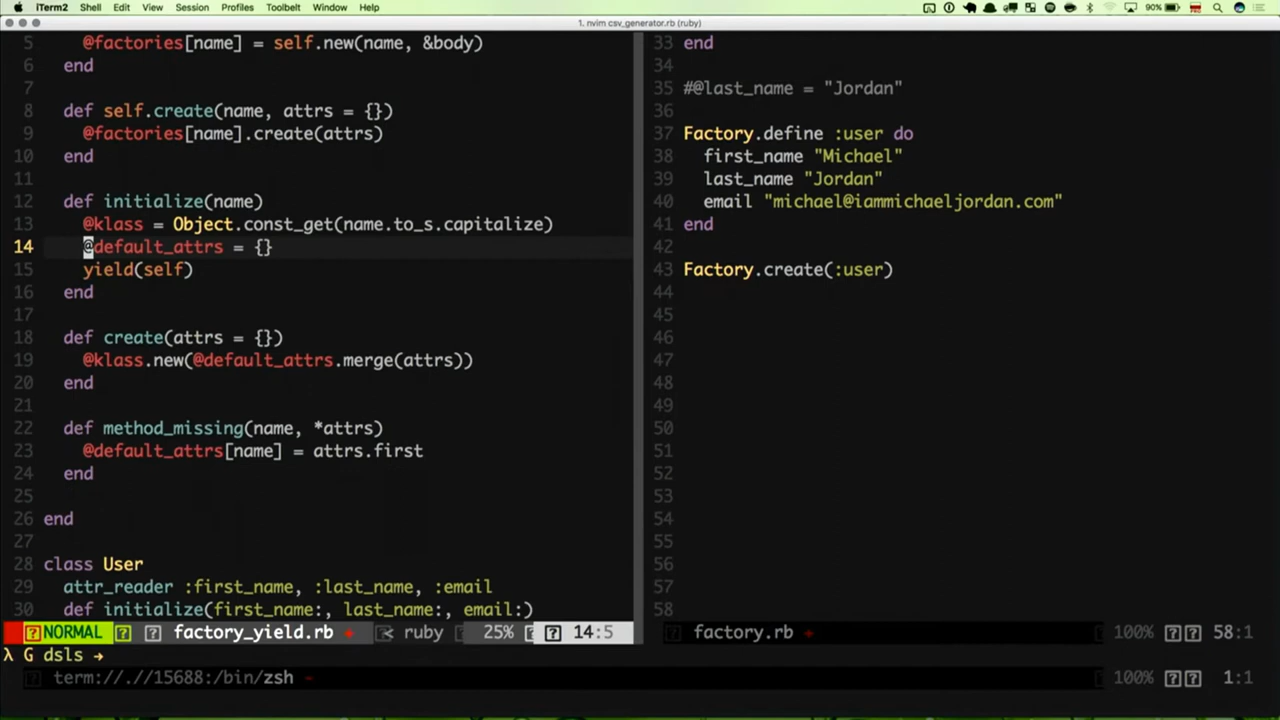 iTerm2 Shell Edit View Session Profiles Toolbelt Window Help 90%
1. nvim csv_generator.rb (ruby)
5 @factories[name] = self.new(name, &body)
6 end
7
8 def self.create(name, attrs = {})
9 @factories[name].create(attrs)
10 end
11
12 def initialize(name)
13 @klass = Object.const_get(name.to_s.capitalize)
14 @default_attrs = {}
15 yield(self)
16 end
17
18 def create(attrs = {})
19 @klass.new(@default_attrs.merge(attrs))
20 end
21
22 def method_missing(name, *attrs)
23 @default_attrs[name] = attrs.first
24 end
25
26 end
27
28 class User
29 attr_reader :first_name, :last_name, :email
30 def initialize(first_name:, last_name:, email:)
NORMAL factory_yield.rb ruby 25% 14:5
33 end
34
35 #@last_name = "Jordan"
36
37 Factory.define :user do
38 first_name "Michael"
39 last_name "Jordan"
40 email "michael@iammichaeljordan.com"
41 end
42
43 Factory.create(:user)
44
45
46
47
48
49
50
51
52
53
54
55
56
57
58
factory.rb 100% 58:1
λ G dsls →
term://.//15688:/bin/zsh - 100% 1:1